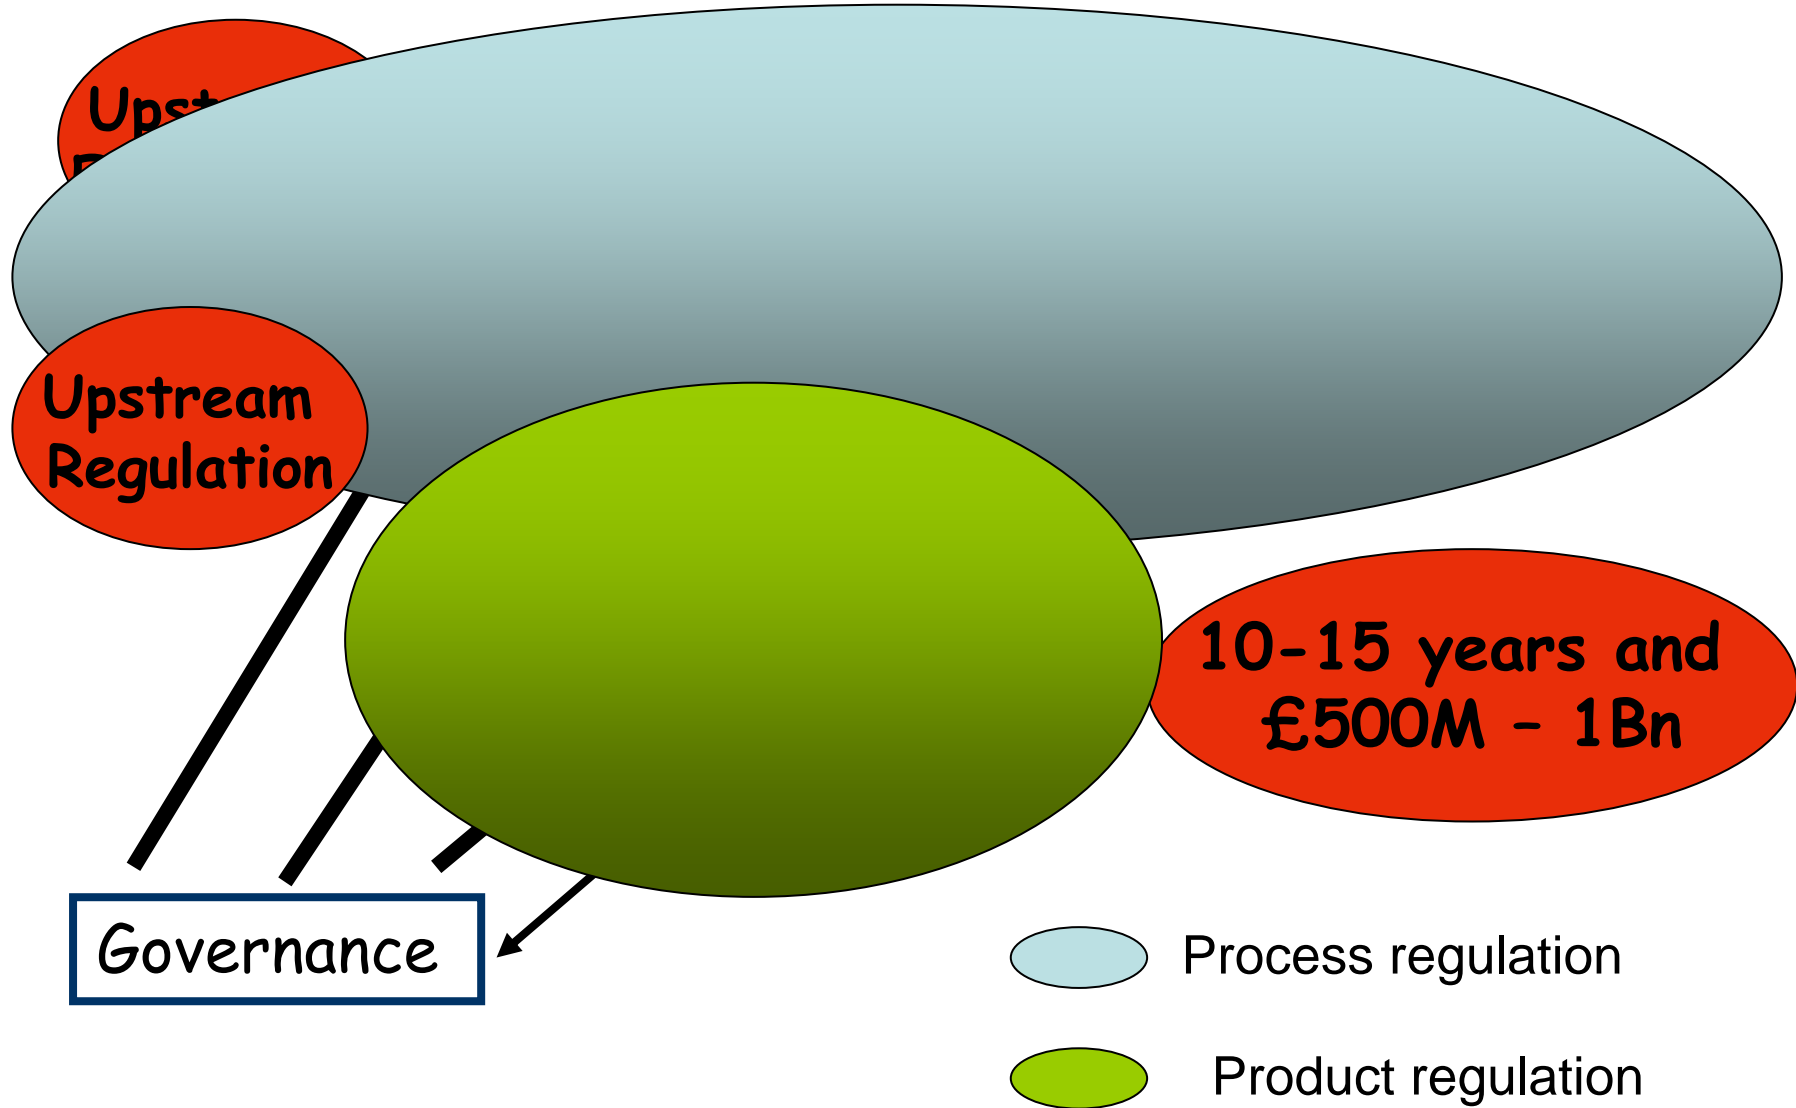 Upstream
Regulation
10-15 years and
£500M – 1Bn
Governance
Process regulation
Product regulation